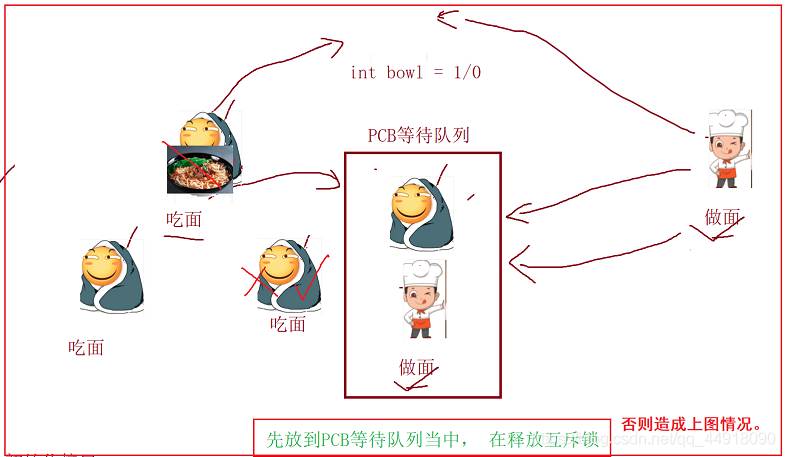 int bowl = 1/0
PCB等待队列
吃面
做面
吃面
吃面
做面
先放到PCB等待队列当中， 在释放互斥锁
否则造成上图情况。
csdn.net/qq_44918090